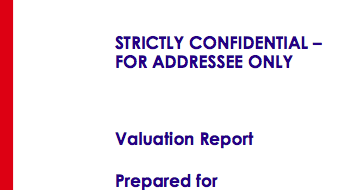 STRICTLY CONFIDENTIAL –
FOR ADDRESSEE ONLY
Valuation Report
Prepared for